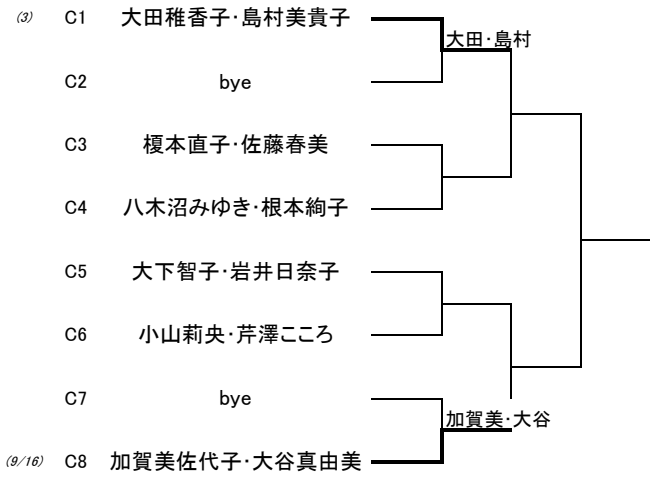 (3) C1 大田稚香子・島村美貴子
大田・島村
C2 bye
C3 榎本直子・佐藤春美
C4 八木沼みゆき・根本絢子
C5 大下智子・岩井日奈子
C6 小山莉央・芹澤こころ
C7 bye
加賀美・大谷
(9/16) C8 加賀美佐代子・大谷真由美